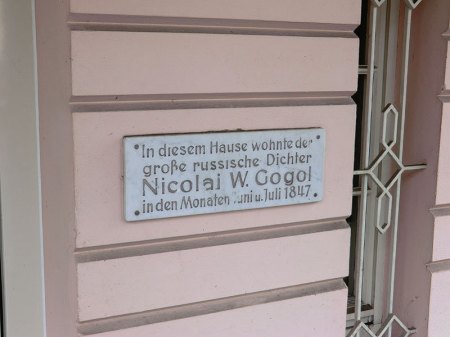 In diesem Hause wohnte der
große russische Dichter
Nicolai W. Gogol
in den Monaten Juni u. Juli 1847